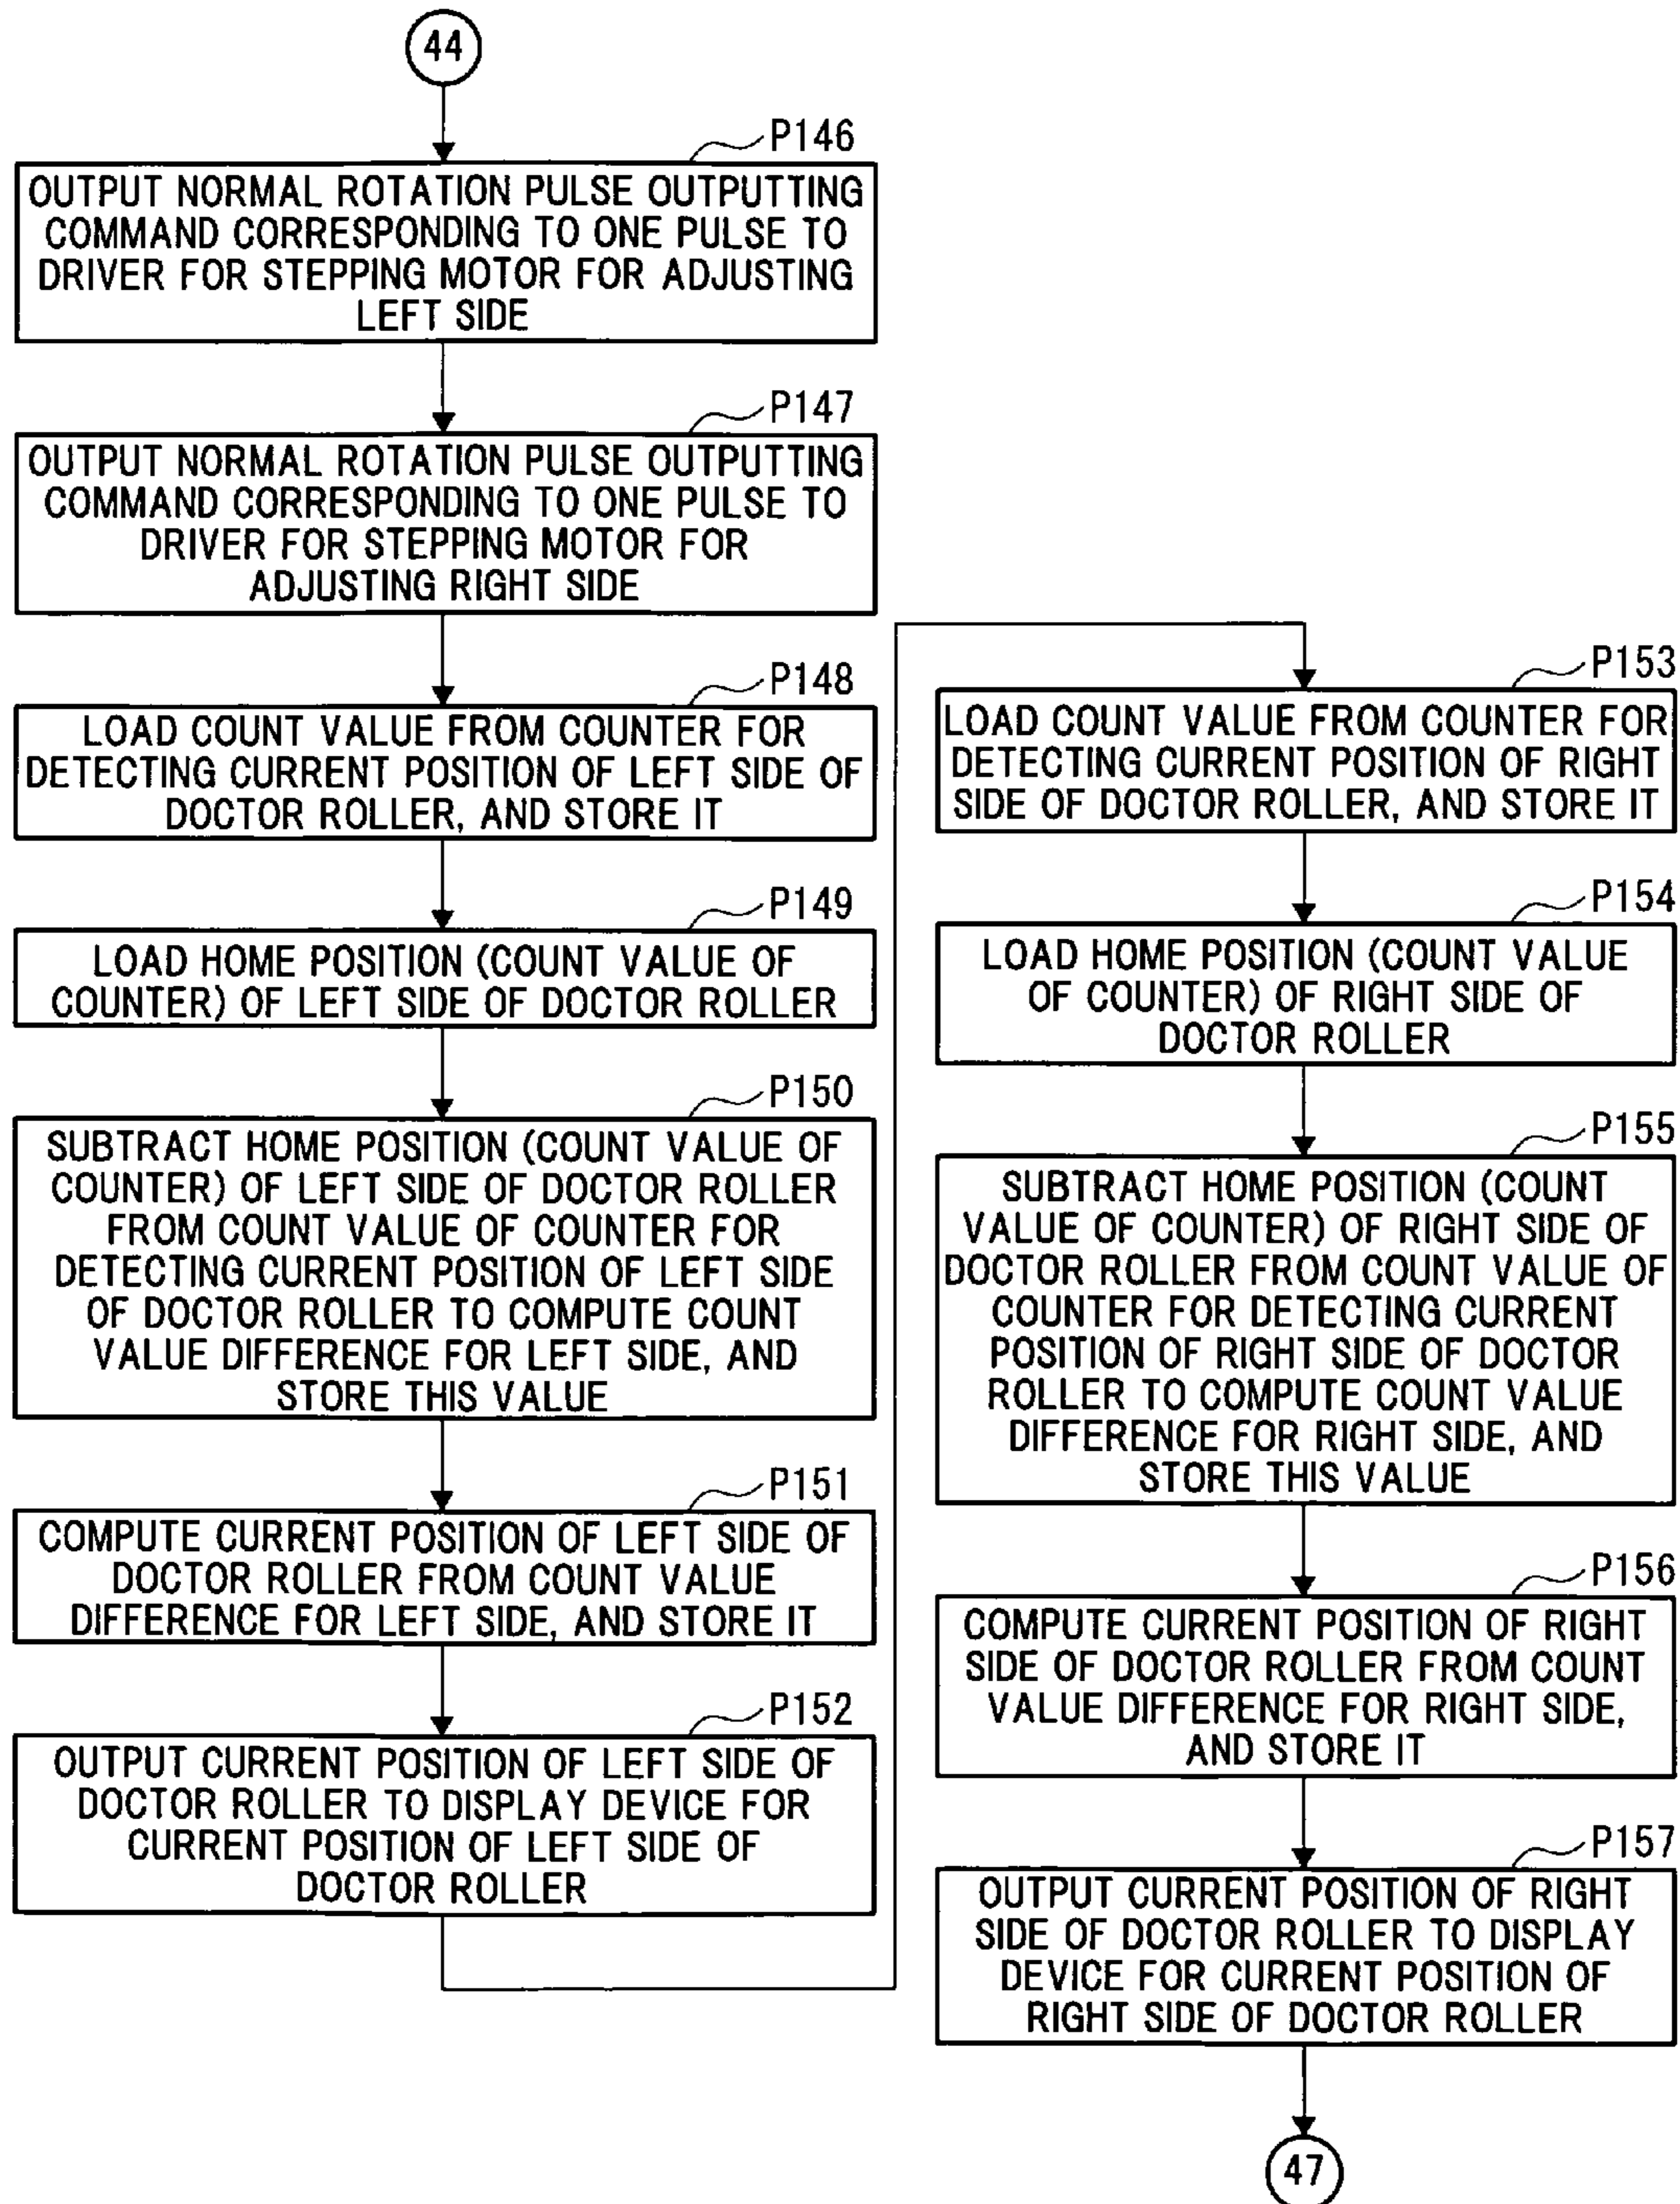 44
P146
OUTPUT NORMAL ROTATION PULSE OUTPUTTING
COMMAND CORRESPONDING TO ONE PULSE TO
DRIVER FOR STEPPING MOTOR FOR ADJUSTING
LEFT SIDE
P147
OUTPUT NORMAL ROTATION PULSE OUTPUTTING
COMMAND CORRESPONDING TO ONE PULSE TO
DRIVER FOR STEPPING MOTOR FOR
ADJUSTING RIGHT SIDE
P148
LOAD COUNT VALUE FROM COUNTER FOR
DETECTING CURRENT POSITION OF LEFT SIDE OF
DOCTOR ROLLER, AND STORE IT
P149
LOAD HOME POSITION (COUNT VALUE OF
COUNTER) OF LEFT SIDE OF DOCTOR ROLLER
P150
SUBTRACT HOME POSITION (COUNT VALUE OF
COUNTER) OF LEFT SIDE OF DOCTOR ROLLER
FROM COUNT VALUE OF COUNTER FOR
DETECTING CURRENT POSITION OF LEFT SIDE
OF DOCTOR ROLLER TO COMPUTE COUNT
VALUE DIFFERENCE FOR LEFT SIDE, AND
STORE THIS VALUE
P151
COMPUTE CURRENT POSITION OF LEFT SIDE OF
DOCTOR ROLLER FROM COUNT VALUE
DIFFERENCE FOR LEFT SIDE, AND STORE IT
P152
OUTPUT CURRENT POSITION OF LEFT SIDE OF
DOCTOR ROLLER TO DISPLAY DEVICE FOR
CURRENT POSITION OF LEFT SIDE OF
DOCTOR ROLLER
P153
LOAD COUNT VALUE FROM COUNTER FOR
DETECTING CURRENT POSITION OF RIGHT
SIDE OF DOCTOR ROLLER, AND STORE IT
P154
LOAD HOME POSITION (COUNT VALUE
OF COUNTER) OF RIGHT SIDE OF
DOCTOR ROLLER
P155
SUBTRACT HOME POSITION (COUNT
VALUE OF COUNTER) OF RIGHT SIDE OF
DOCTOR ROLLER FROM COUNT VALUE OF
COUNTER FOR DETECTING CURRENT
POSITION OF RIGHT SIDE OF DOCTOR
ROLLER TO COMPUTE COUNT VALUE
DIFFERENCE FOR RIGHT SIDE, AND
STORE THIS VALUE
P156
COMPUTE CURRENT POSITION OF RIGHT
SIDE OF DOCTOR ROLLER FROM COUNT
VALUE DIFFERENCE FOR RIGHT SIDE,
AND STORE IT
P157
OUTPUT CURRENT POSITION OF RIGHT
SIDE OF DOCTOR ROLLER TO DISPLAY
DEVICE FOR CURRENT POSITION OF
RIGHT SIDE OF DOCTOR ROLLER
47